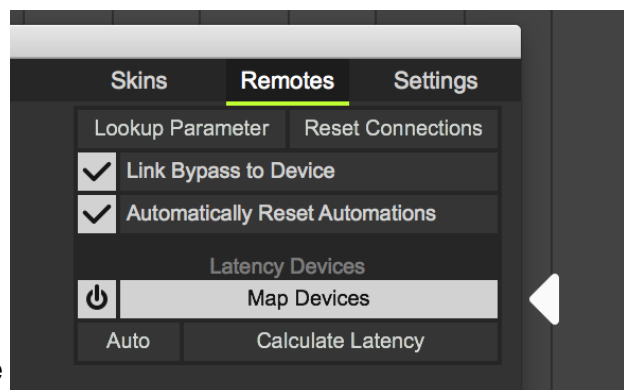 Skins Remotes Settings
Lookup Parameter Reset Connections
Link Bypass to Device
Automatically Reset Automations
Latency Devices
Map Devices
Auto Calculate Latency